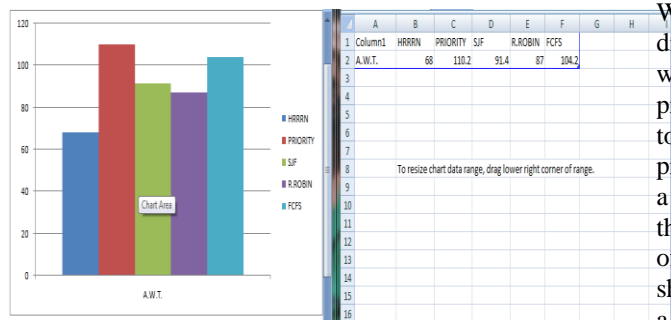 120
100
80
60
40
20
0
A.W.T.
HRRRN
PRIORITY
SJF
R.ROBIN
FCFS
Chart Area
A B C D E F G H
1 Column1 HRRRN PRIORITY SJF R.ROBIN FCFS
2 A.W.T. 68 110.2 91.4 87 104.2
3
4
5
6
7
8 To resize chart data range, drag lower right corner of range.
9
10
11
12
13
14
15
16